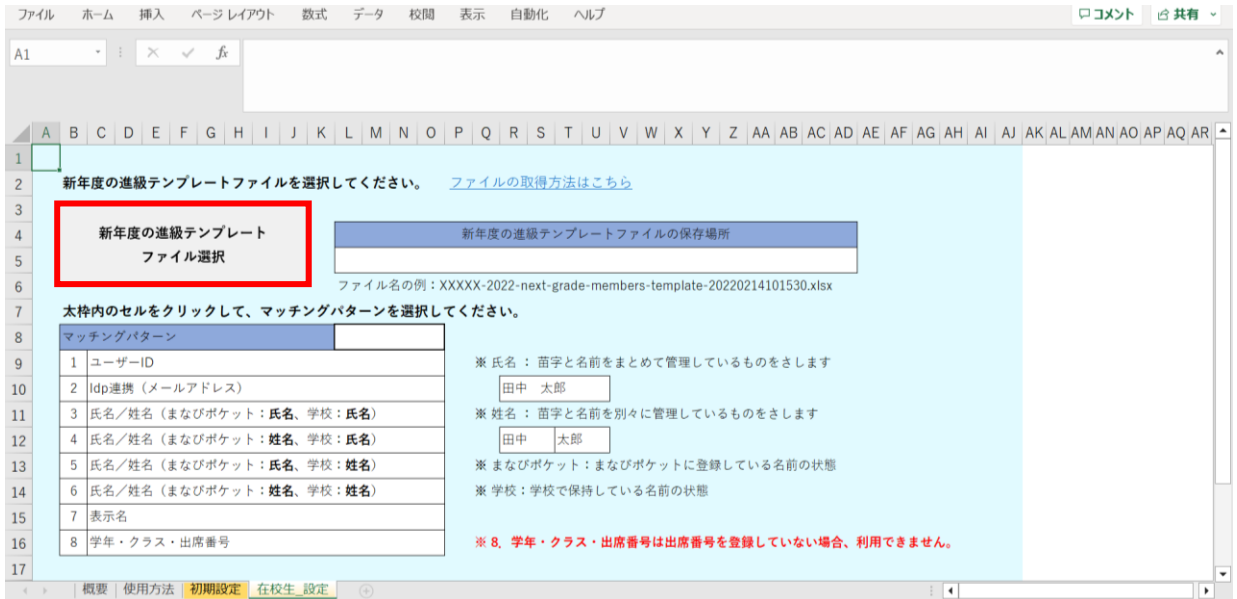 ファイル ホーム 挿入 ページ レイアウト 数式 データ 校閲 表示 自動化 ヘルプ コメント 共有
A1 fx
A B C D E F G H I J K L M N O P Q R S T U V W X Y Z AA AB AC AD AE AF AG AH AI AJ AK AL AM AN AO AP AQ AR
1
2 新年度の進級テンプレートファイルを選択してください。 ファイルの取得方法はこちら
3
4 新年度の進級テンプレート 新年度の進級テンプレートファイルの保存場所
5 ファイル選択
6 ファイル名の例：XXXXX-2022-next-grade-members-template-20220214101530.xlsx
7 太枠内のセルをクリックして、マッチングパターンを選択してください。
8 マッチングパターン
9 1 ユーザーID ※ 氏名 ： 苗字と名前をまとめて管理しているものをさします
10 2 Idp連携（メールアドレス） 田中 太郎
11 3 氏名／姓名（まなびポケット：氏名、学校：氏名） ※ 姓名 ： 苗字と名前を別々に管理しているものをさします
12 4 氏名／姓名（まなびポケット：姓名、学校：氏名） 田中 太郎
13 5 氏名／姓名（まなびポケット：氏名、学校：姓名） ※ まなびポケット：まなびポケットに登録している名前の状態
14 6 氏名／姓名（まなびポケット：姓名、学校：姓名） ※ 学校：学校で保持している名前の状態
15 7 表示名
16 8 学年・クラス・出席番号 ※ 8．学年・クラス・出席番号は出席番号を登録していない場合、利用できません。
17
概要 使用方法 初期設定 在校生_設定